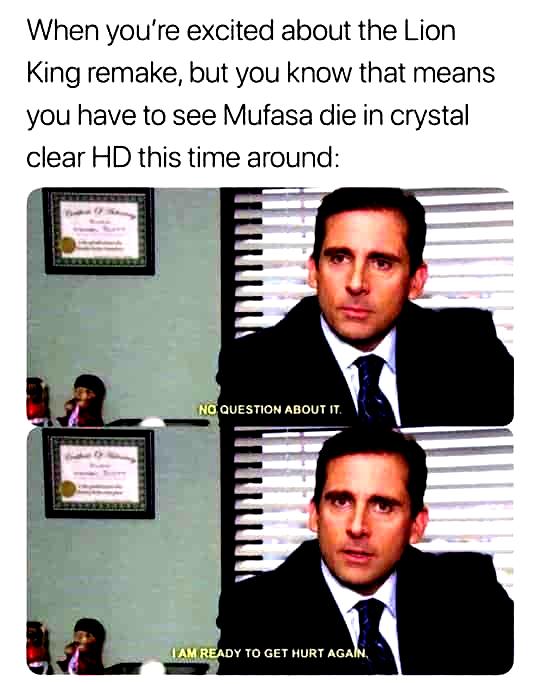 When you’re excited about the Lion
King remake, but you know that means
you have to see Mufasa die in crystal
clear HD this time around:
NO QUESTION ABOUT IT.
I AM READY TO GET HURT AGAIN.